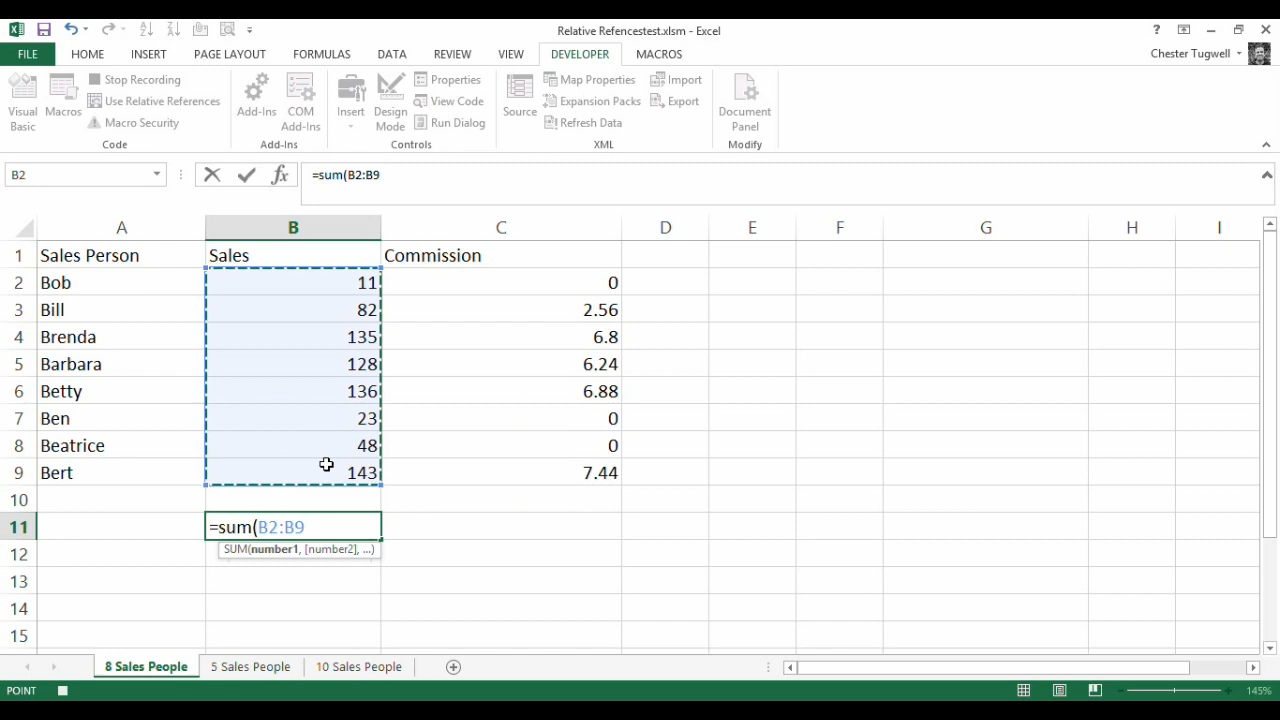 Relative Refencestest.xlsm - Excel
?
FILE HOME INSERT PAGE LAYOUT FORMULAS DATA REVIEW VIEW DEVELOPER MACROS Chester Tugwell
Visual Basic
Macros
Stop Recording
Use Relative References
Macro Security
Code
Add-Ins
COM Add-Ins
Add-Ins
Insert
Design Mode
Properties
View Code
Run Dialog
Controls
Source
Map Properties
Expansion Packs
Refresh Data
Import
Export
XML
Document Panel
Modify
B2 fx =sum(B2:B9
A B C D E F G H I
1 Sales Person Sales Commission
2 Bob 11 0
3 Bill 82 2.56
4 Brenda 135 6.8
5 Barbara 128 6.24
6 Betty 136 6.88
7 Ben 23 0
8 Beatrice 48 0
9 Bert 143 7.44
10
11 =sum(B2:B9
SUM(number1, [number2], ...)
12
13
14
15
8 Sales People 5 Sales People 10 Sales People
POINT 145%